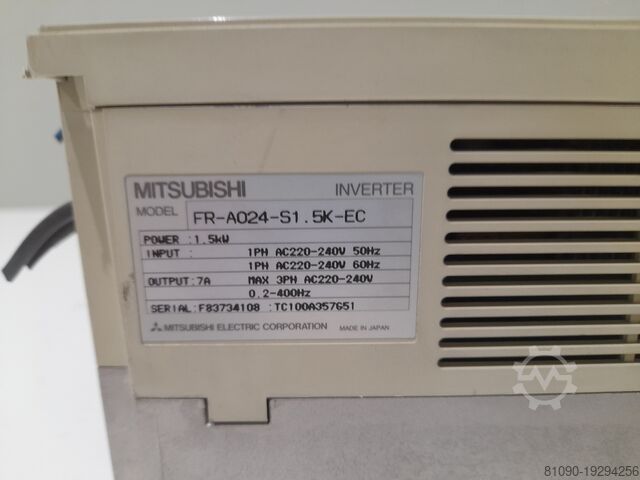 MITSUBISHI INVERTER
MODEL FR-A024-S1.5K-EC
POWER :1.5kW
INPUT : 1PH AC220-240V 50Hz
1PH AC220-240V 60Hz
OUTPUT:7A MAX 3PH AC220-240V
0.2-400Hz
SERIAL:F83734108 :TC100A357G51
MITSUBISHI ELECTRIC CORPORATION MADE IN JAPAN
81090-19294256